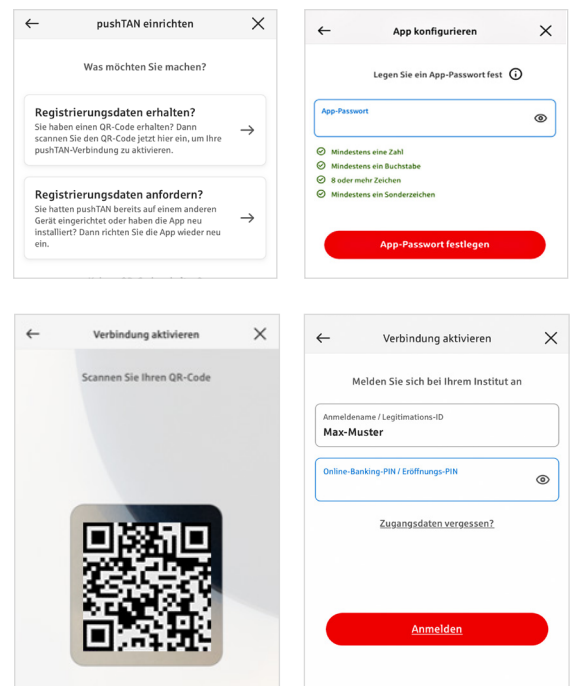 pushTAN einrichten
Was möchten Sie machen?
Registrierungsdaten erhalten?
Sie haben einen QR-Code erhalten? Dann
scannen Sie den QR-Code jetzt hier ein, um Ihre
pushTAN-Verbindung zu aktivieren.
Registrierungsdaten anfordern?
Sie hatten pushTAN bereits auf einem anderen
Gerät eingerichtet oder haben die App neu
installiert? Dann richten Sie die App wieder neu
ein.
App konfigurieren
Legen Sie ein App-Passwort fest
App-Passwort
Mindestens eine Zahl
Mindestens ein Buchstabe
8 oder mehr Zeichen
Mindestens ein Sonderzeichen
App-Passwort festlegen
Verbindung aktivieren
Scannen Sie Ihren QR-Code
Verbindung aktivieren
Melden Sie sich bei Ihrem Institut an
Anmeldename / Legitimations-ID
Max-Muster
Online-Banking-PIN / Eröffnungs-PIN
Zugangsdaten vergessen?
Anmelden